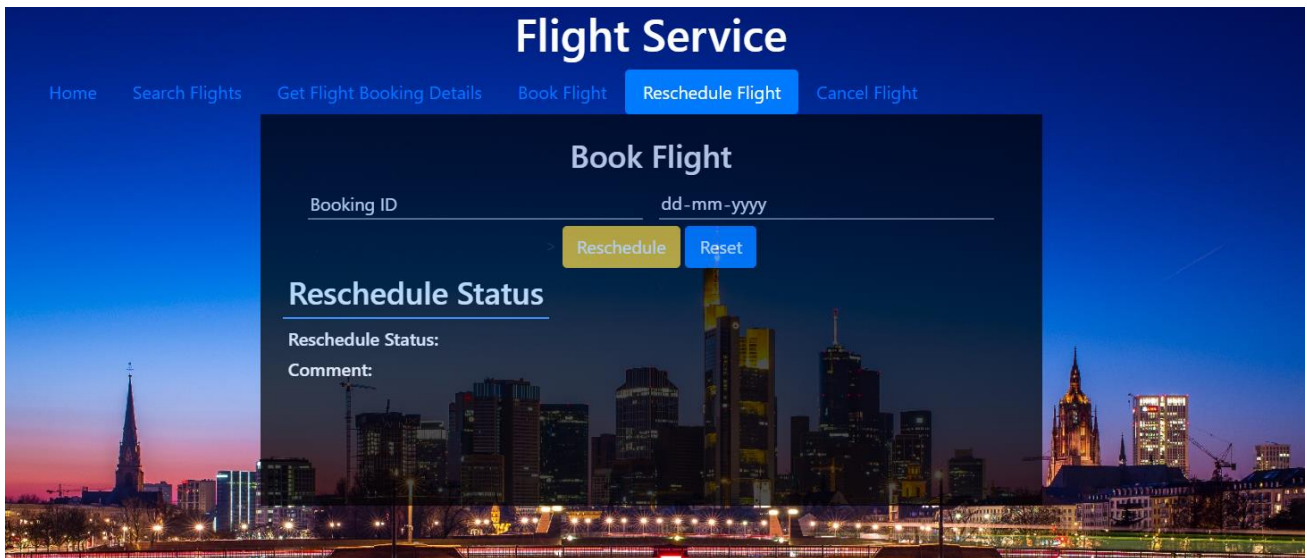 Flight Service
Home Search Flights Get Flight Booking Details Book Flight Reschedule Flight Cancel Flight
Book Flight
Booking ID dd-mm-yyyy
> Reschedule Reset
Reschedule Status
Reschedule Status:
Comment: